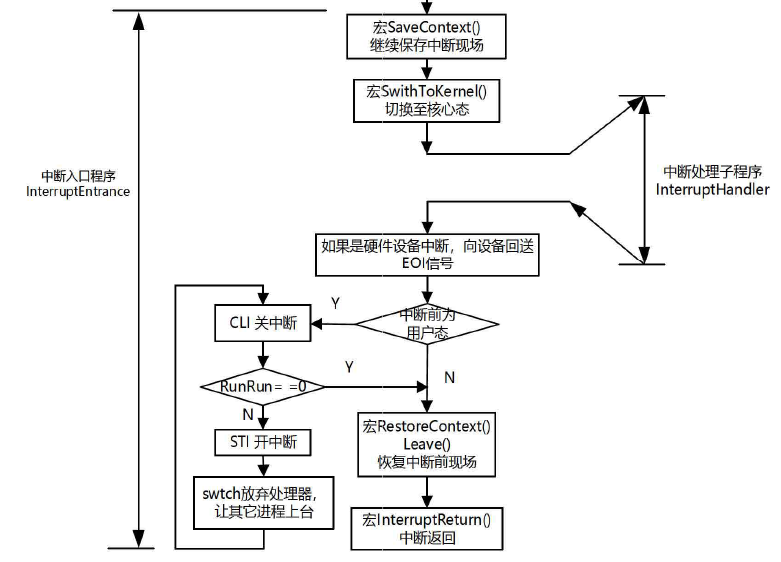 宏SaveContext()
继续保存中断现场
宏SwithToKernel()
切换至核心态
中断入口程序
InterruptEntrance
中断处理子程序
InterruptHandler
如果是硬件设备中断，向设备回送
EOI信号
Y
CLI 关中断
中断前为
用户态
Y
N
RunRun= =0
N
宏RestoreContext()
Leave()
恢复中断前现场
STI 开中断
swtch放弃处理器，
让其它进程上台
宏InterruptReturn()
中断返回